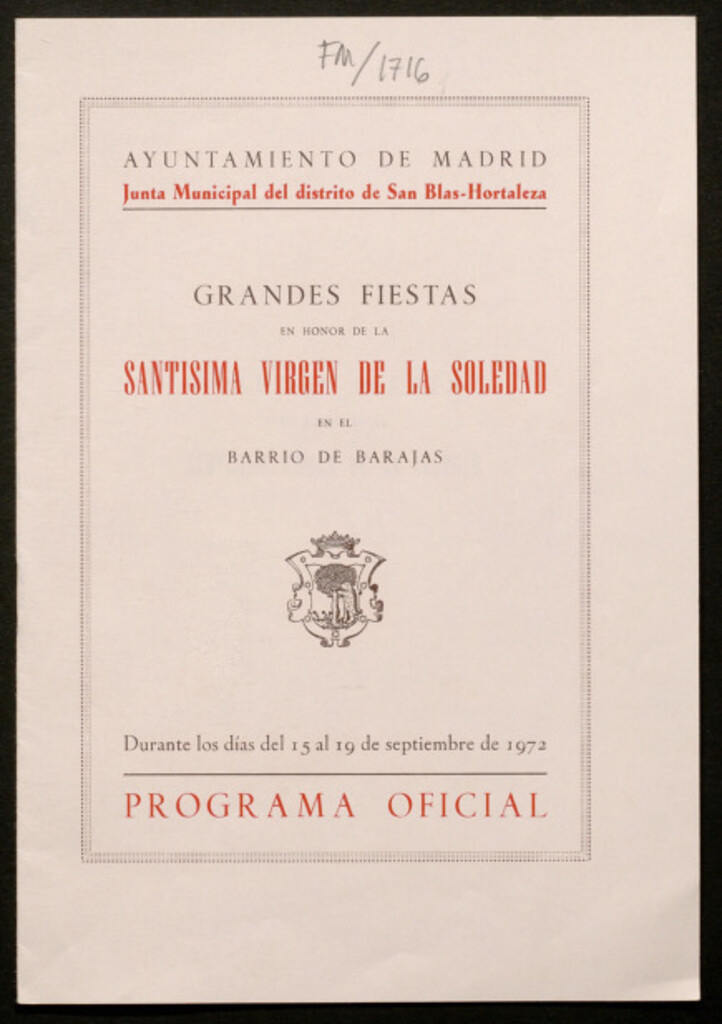 FM/1716
AYUNTAMIENTO DE MADRID
Junta Municipal del distrito de San Blas-Hortaleza
GRANDES FIESTAS
EN HONOR DE LA
SANTISIMA VIRGEN DE LA SOLEDAD
EN EL
BARRIO DE BARAJAS
Durante los días del 15 al 19 de septiembre de 1972
PROGRAMA OFICIAL